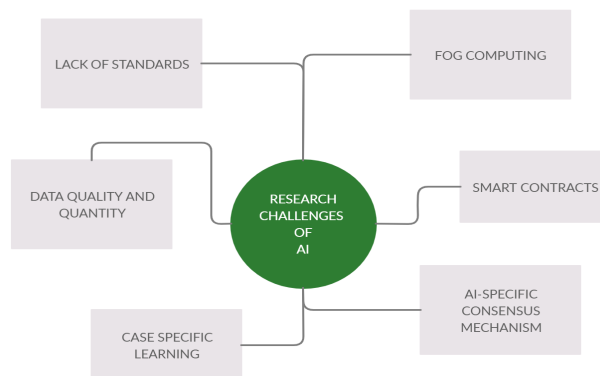 LACK OF STANDARDS
FOG COMPUTING
DATA QUALITY AND
QUANTITY
RESEARCH
CHALLENGES
OF
AI
SMART CONTRACTS
CASE SPECIFIC
LEARNING
AI-SPECIFIC
CONSENSUS
MECHANISM